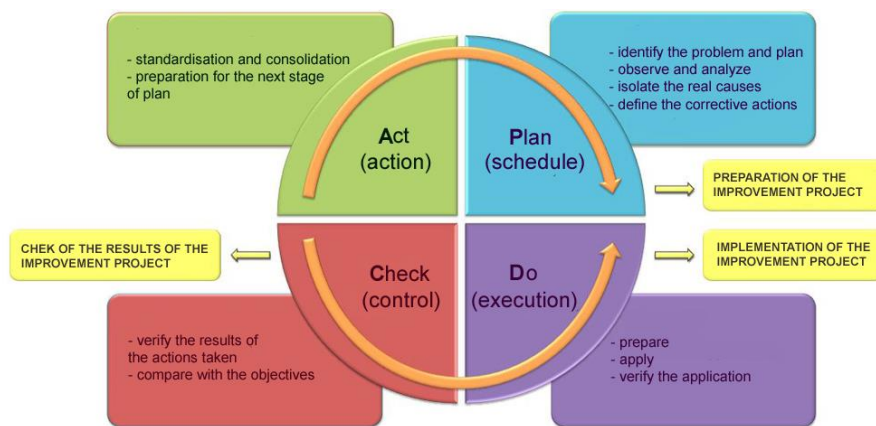 - standardisation and consolidation
- preparation for the next stage
of plan
- identify the problem and plan
- observe and analyze
- isolate the real causes
- define the corrective actions
Act
(action)
Plan
(schedule)
PREPARATION OF THE
IMPROVEMENT PROJECT
CHEK OF THE RESULTS OF THE
IMPROVEMENT PROJECT
Check
(control)
Do
(execution)
IMPLEMENTATION OF THE
IMPROVEMENT PROJECT
- verify the results of
the actions taken
- compare with the objectives
- prepare
- apply
- verify the application